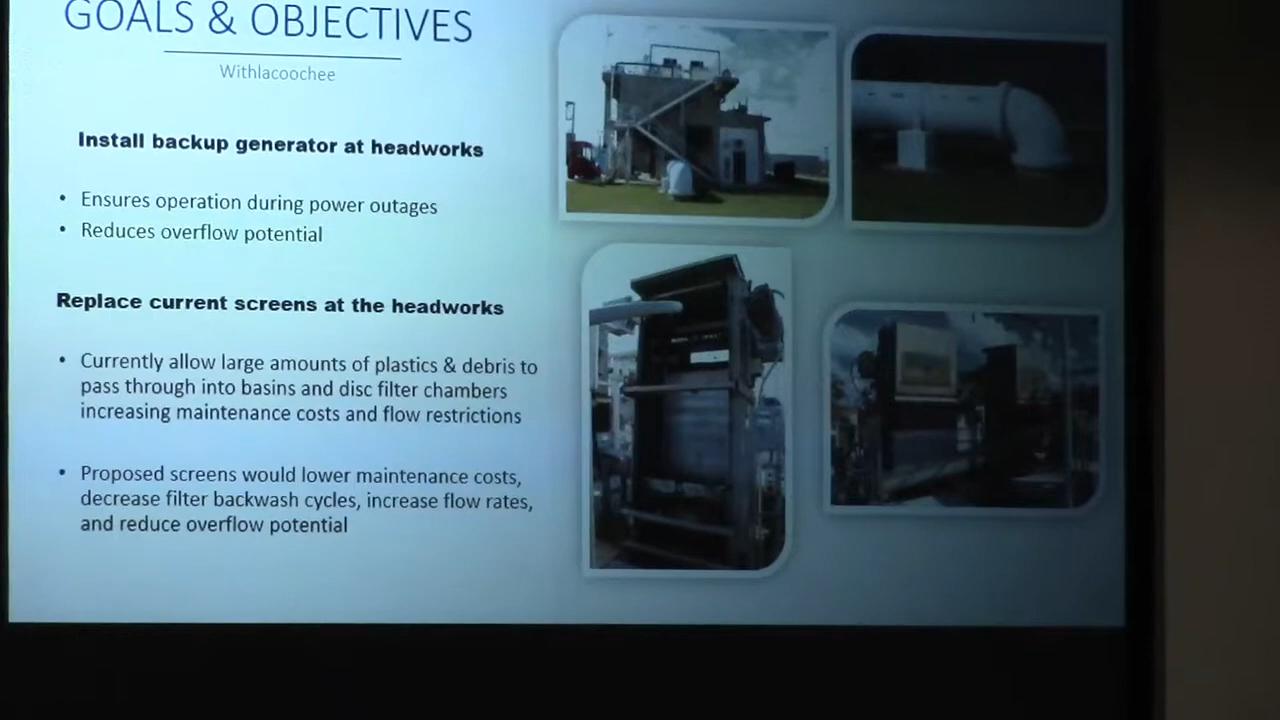 GOALS & OBJECTIVES
Withlacoochee
Install backup generator at headworks
• Ensures operation during power outages
• Reduces overflow potential
Replace current screens at the headworks
• Currently allow large amounts of plastics & debris to
pass through into basins and disc filter chambers
increasing maintenance costs and flow restrictions
• Proposed screens would lower maintenance costs,
decrease filter backwash cycles, increase flow rates,
and reduce overflow potential